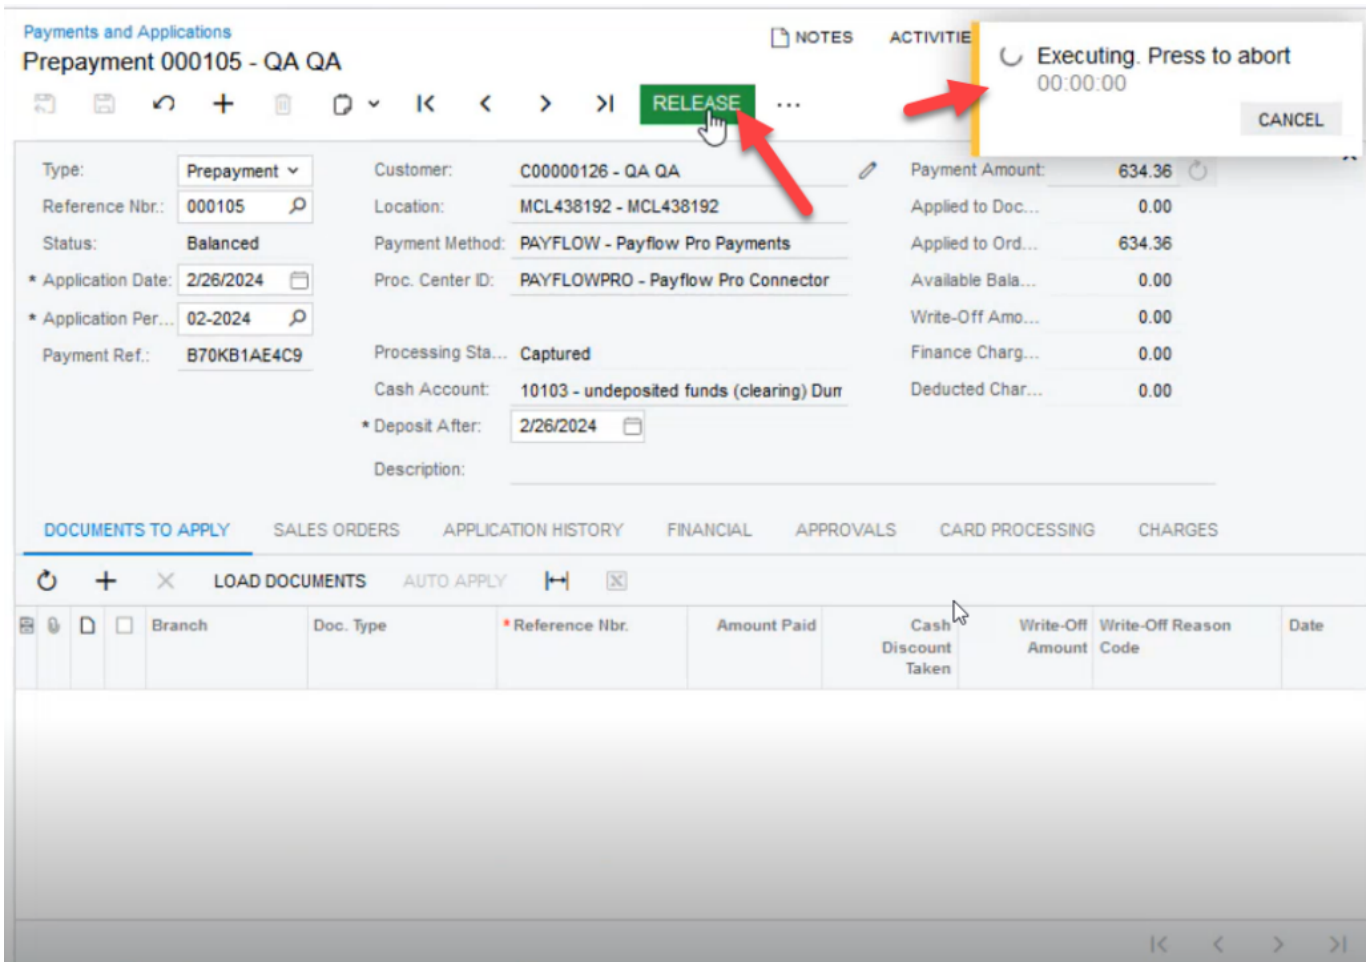 Payments and Applications
Prepayment 000105 - QA QA
NOTES
ACTIVITIE
Executing. Press to abort
00:00:00
CANCEL
RELEASE
Type: Prepayment
Customer: C00000126 - QA QA
Payment Amount: 634.36
Reference Nbr.: 000105
Location: MCL438192 - MCL438192
Applied to Doc... 0.00
Status: Balanced
Payment Method: PAYFLOW - Payflow Pro Payments
Applied to Ord... 634.36
* Application Date: 2/26/2024
Proc. Center ID: PAYFLOWPRO - Payflow Pro Connector
Available Bala... 0.00
* Application Per... 02-2024
Write-Off Amo... 0.00
Payment Ref.: B70KB1AE4C9
Processing Sta... Captured
Finance Charg... 0.00
Cash Account: 10103 - undeposited funds (clearing) Dum
Deducted Char... 0.00
* Deposit After: 2/26/2024
Description:
DOCUMENTS TO APPLY SALES ORDERS APPLICATION HISTORY FINANCIAL APPROVALS CARD PROCESSING CHARGES
LOAD DOCUMENTS AUTO APPLY
Branch
Doc. Type
* Reference Nbr.
Amount Paid
Cash
Discount
Taken
Write-Off
Amount
Write-Off Reason
Code
Date